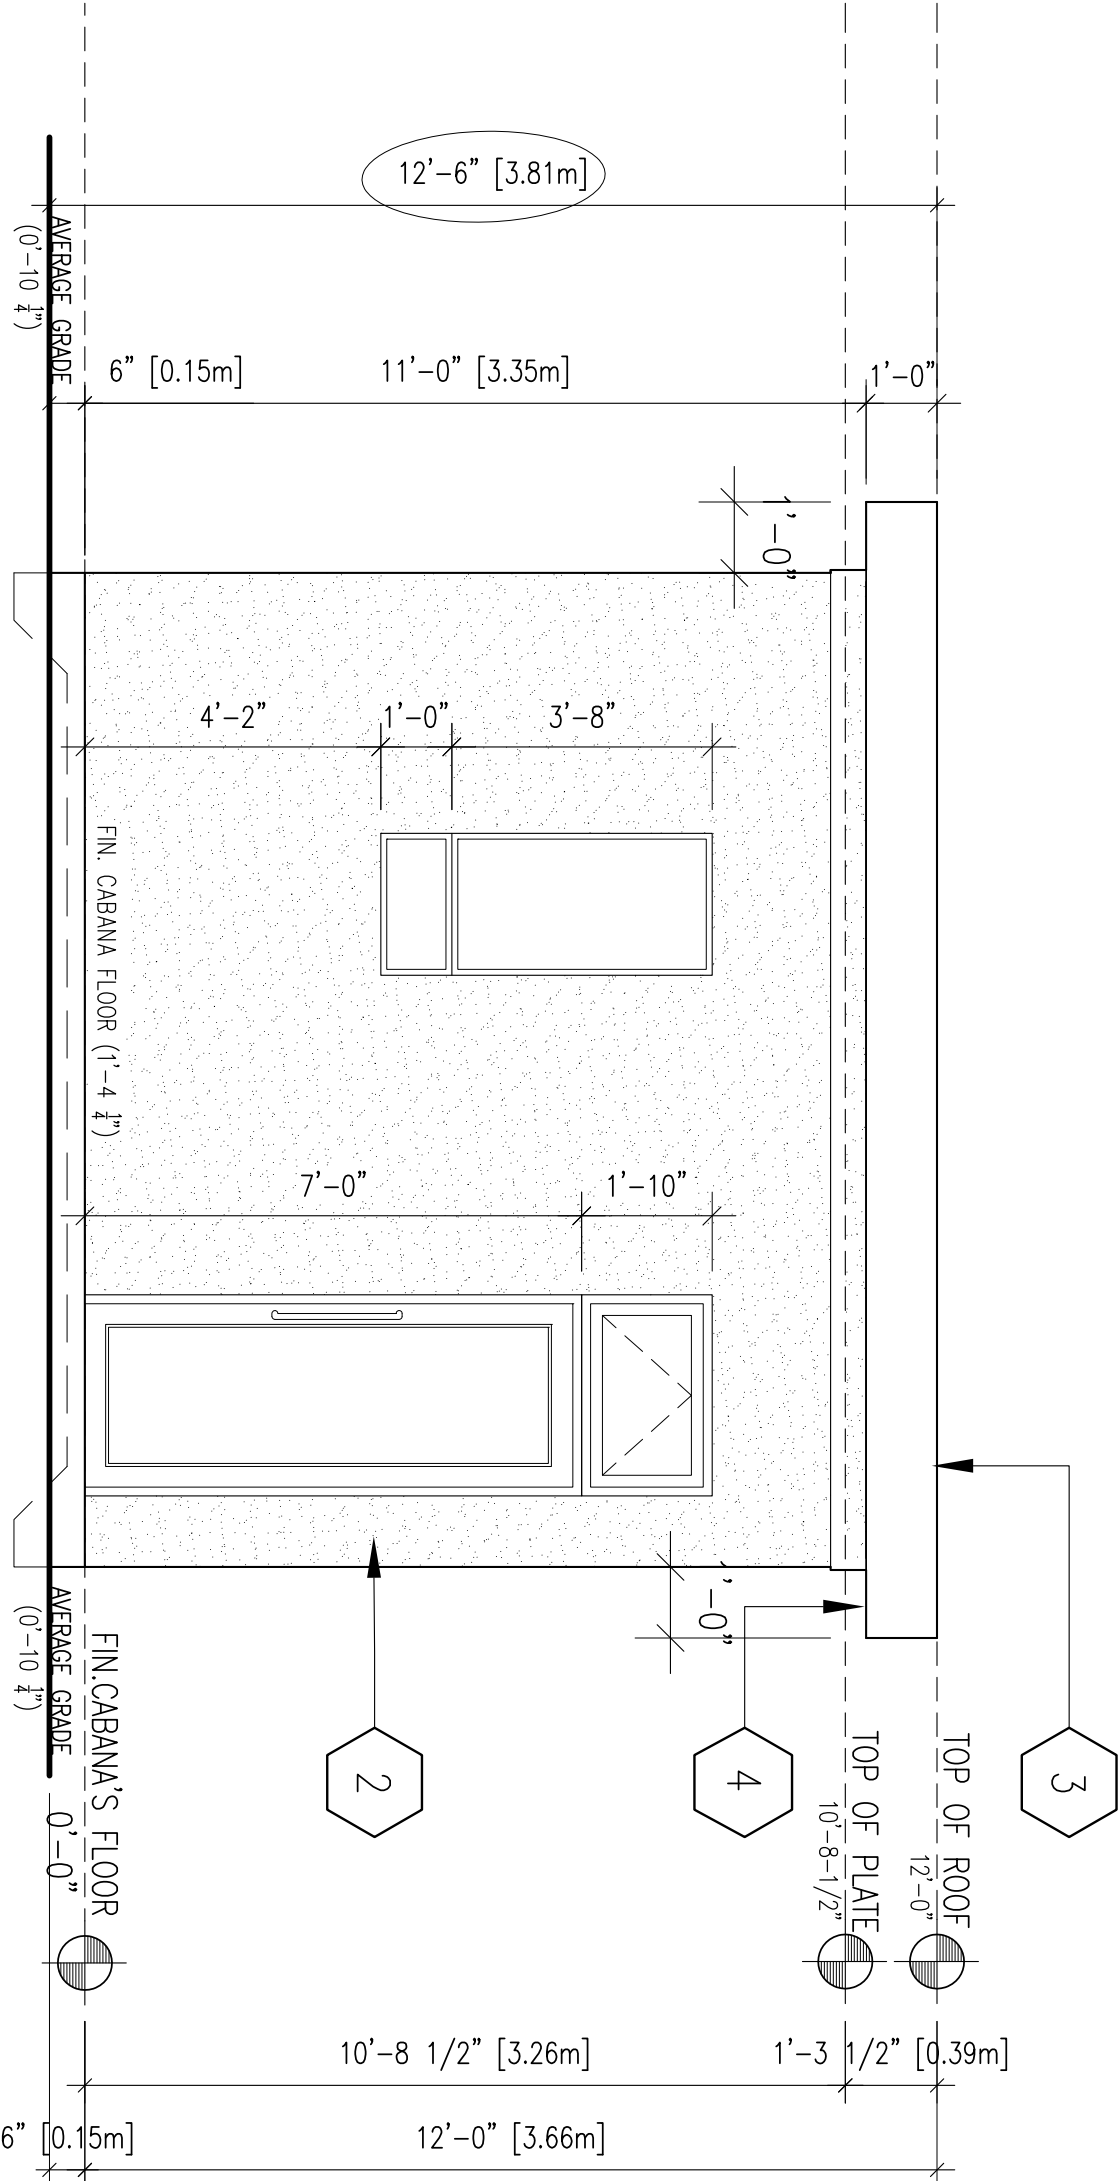 12'-6" [3.81m]
AVERAGE GRADE
(0'-10 1/4")
6" [0.15m]
11'-0" [3.35m]
1'-0"
1'-0"
4'-2"
1'-0"
3'-8"
FIN. CABANA FLOOR (1'-4 1/4")
7'-0"
1'-10"
1'-0"
AVERAGE GRADE
(0'-10 1/4")
FIN.CABANA'S FLOOR
0'-0"
2
4
3
TOP OF PLATE
10'-8-1/2"
TOP OF ROOF
12'-0"
10'-8 1/2" [3.26m]
1'-3 1/2" [0.39m]
6" [0.15m]
12'-0" [3.66m]